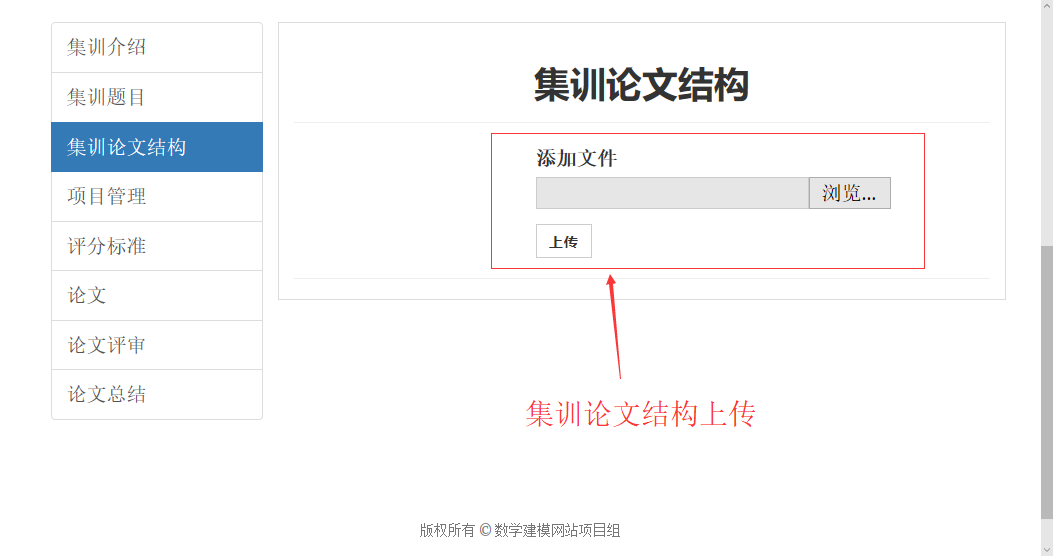 集训介绍
集训题目
集训论文结构
项目管理
评分标准
论文
论文评审
论文总结
集训论文结构
添加文件
浏览...
上传
集训论文结构上传
版权所有 © 数学建模网站项目组